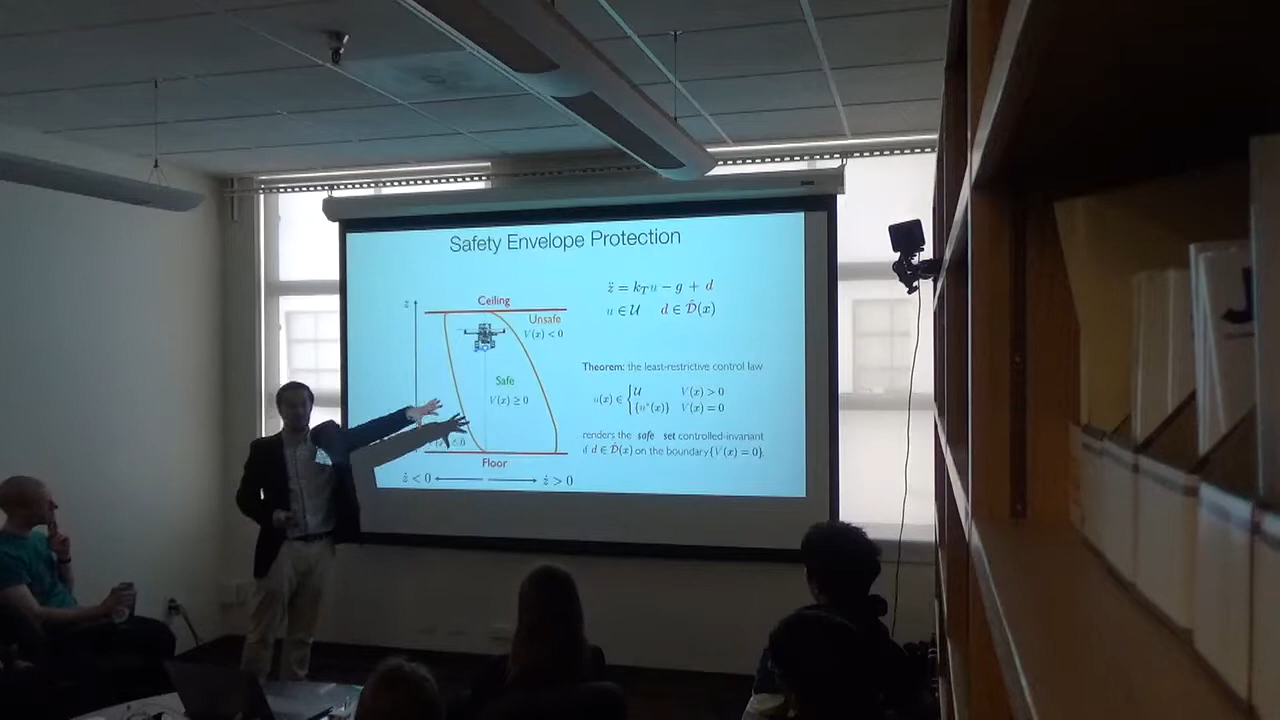 Safety Envelope Protection
z̈ = k_T u − g + d
u ∈ 𝒰 d ∈ D̂(x)
z
Ceiling
Unsafe
V(x) < 0
Safe
V(x) ≥ 0
Floor
ż < 0 ż > 0
Theorem: the least-restrictive control law
u(x) ∈ { 𝒰 V(x) > 0
{u*(x)} V(x) = 0
renders the safe set controlled-invariant
if d ∈ D̂(x) on the boundary {V(x) = 0}.